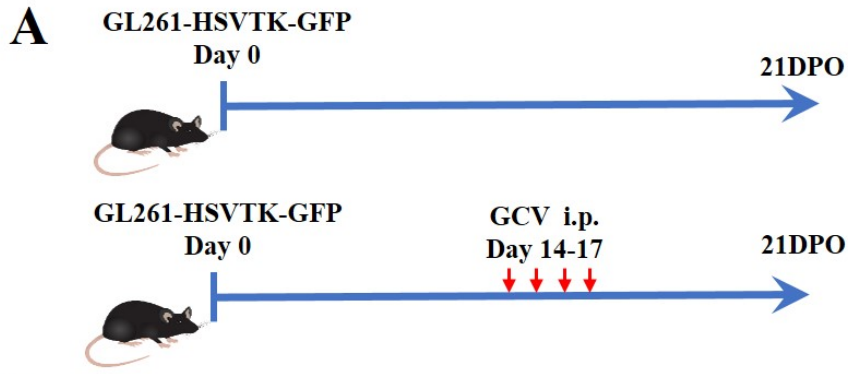 A
GL261-HSVTK-GFP
Day 0
21DPO
GL261-HSVTK-GFP
Day 0
GCV i.p.
Day 14-17
21DPO